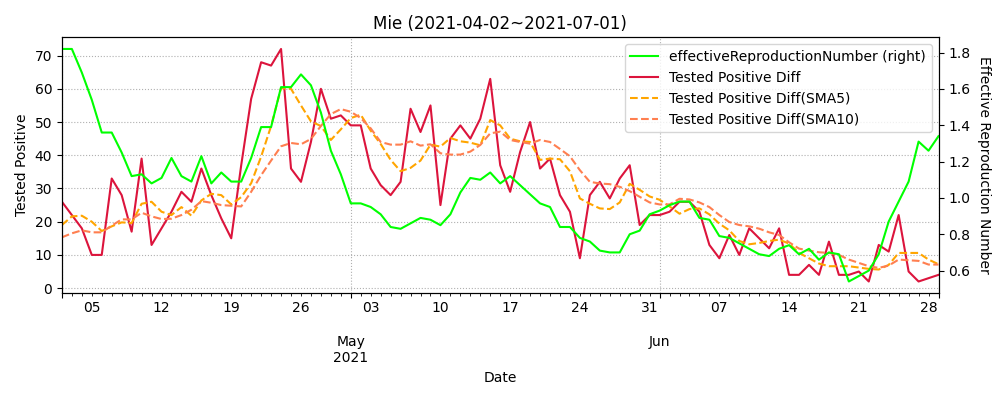 Mie (2021-04-02~2021-07-01)
effectiveReproductionNumber (right)
Tested Positive Diff
Tested Positive Diff(SMA5)
Tested Positive Diff(SMA10)
Tested Positive
70
60
50
40
30
20
10
0
1.8
1.6
1.4
1.2
1.0
0.8
0.6
Effective Reproduction Number
05 12 19 26 03 10 17 24 31 07 14 21 28
May Jun
2021
Date